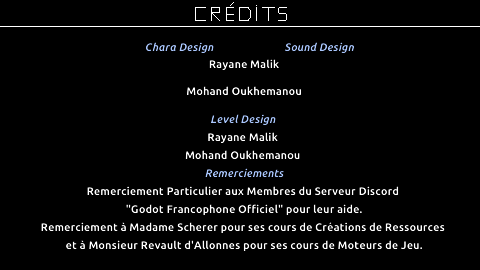 CRÉDITS
Chara Design Sound Design
Rayane Malik
Mohand Oukhemanou
Level Design
Rayane Malik
Mohand Oukhemanou
Remerciements
Remerciement Particulier aux Membres du Serveur Discord
"Godot Francophone Officiel" pour leur aide.
Remerciement à Madame Scherer pour ses cours de Créations de Ressources
et à Monsieur Revault d'Allonnes pour ses cours de Moteurs de Jeu.